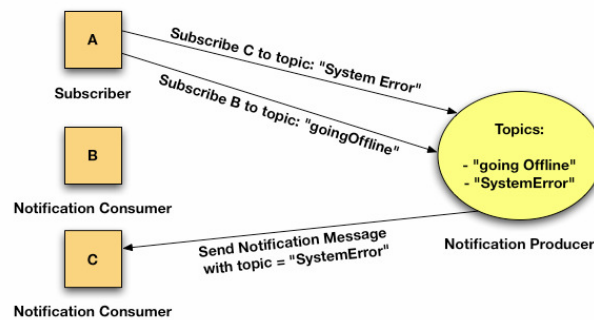 A
Subscriber
Subscribe C to topic: "System Error"
Subscribe B to topic: "goingOffline"
Topics:
- "going Offline"
- "SystemError"
Notification Producer
B
Notification Consumer
Send Notification Message
with topic = "SystemError"
C
Notification Consumer